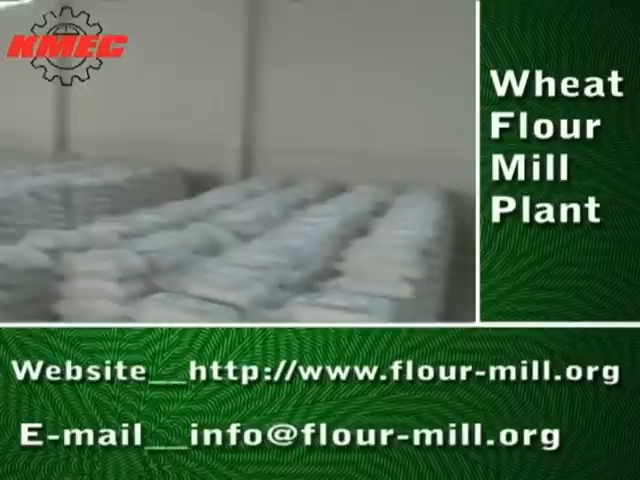 KMEC
Wheat
Flour
Mill
Plant
Website__http://www.flour-mill.org
E-mail__info@flour-mill.org